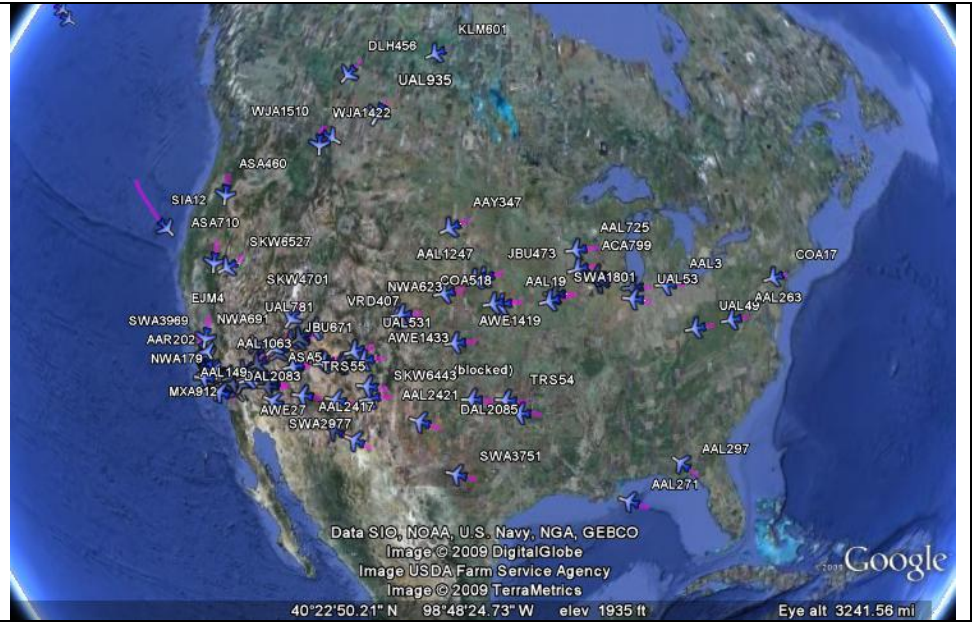 KLM601
DLH456
UAL935
WJA1510
WJA1422
ASA460
SIA12
AAY347
ASA710
AAL725
SKW6527
ACA799
AAL1247
JBU473
COA17
AAL3
SKW4701
NWA623
COA518
AAL19
SWA1801
UAL53
EJM4
UAL781
VRD407
AAL263
SWA3969
NWA691
JBU671
UAL531
AWE1419
UAL49
AAR202
AAL1063
AWE1433
NWA179
ASA5
TRS55
AAL149
DAL2083
SKW6443
(blocked)
TRS54
MXA912
AWE27
AAL2417
AAL2421
DAL2085
SWA2977
SWA3751
AAL297
AAL271
Data SIO, NOAA, U.S. Navy, NGA, GEBCO
Image © 2009 DigitalGlobe
Image USDA Farm Service Agency
Image © 2009 TerraMetrics
©2009 Google
40°22'50.21" N 98°48'24.73" W elev 1935 ft Eye alt 3241.56 mi